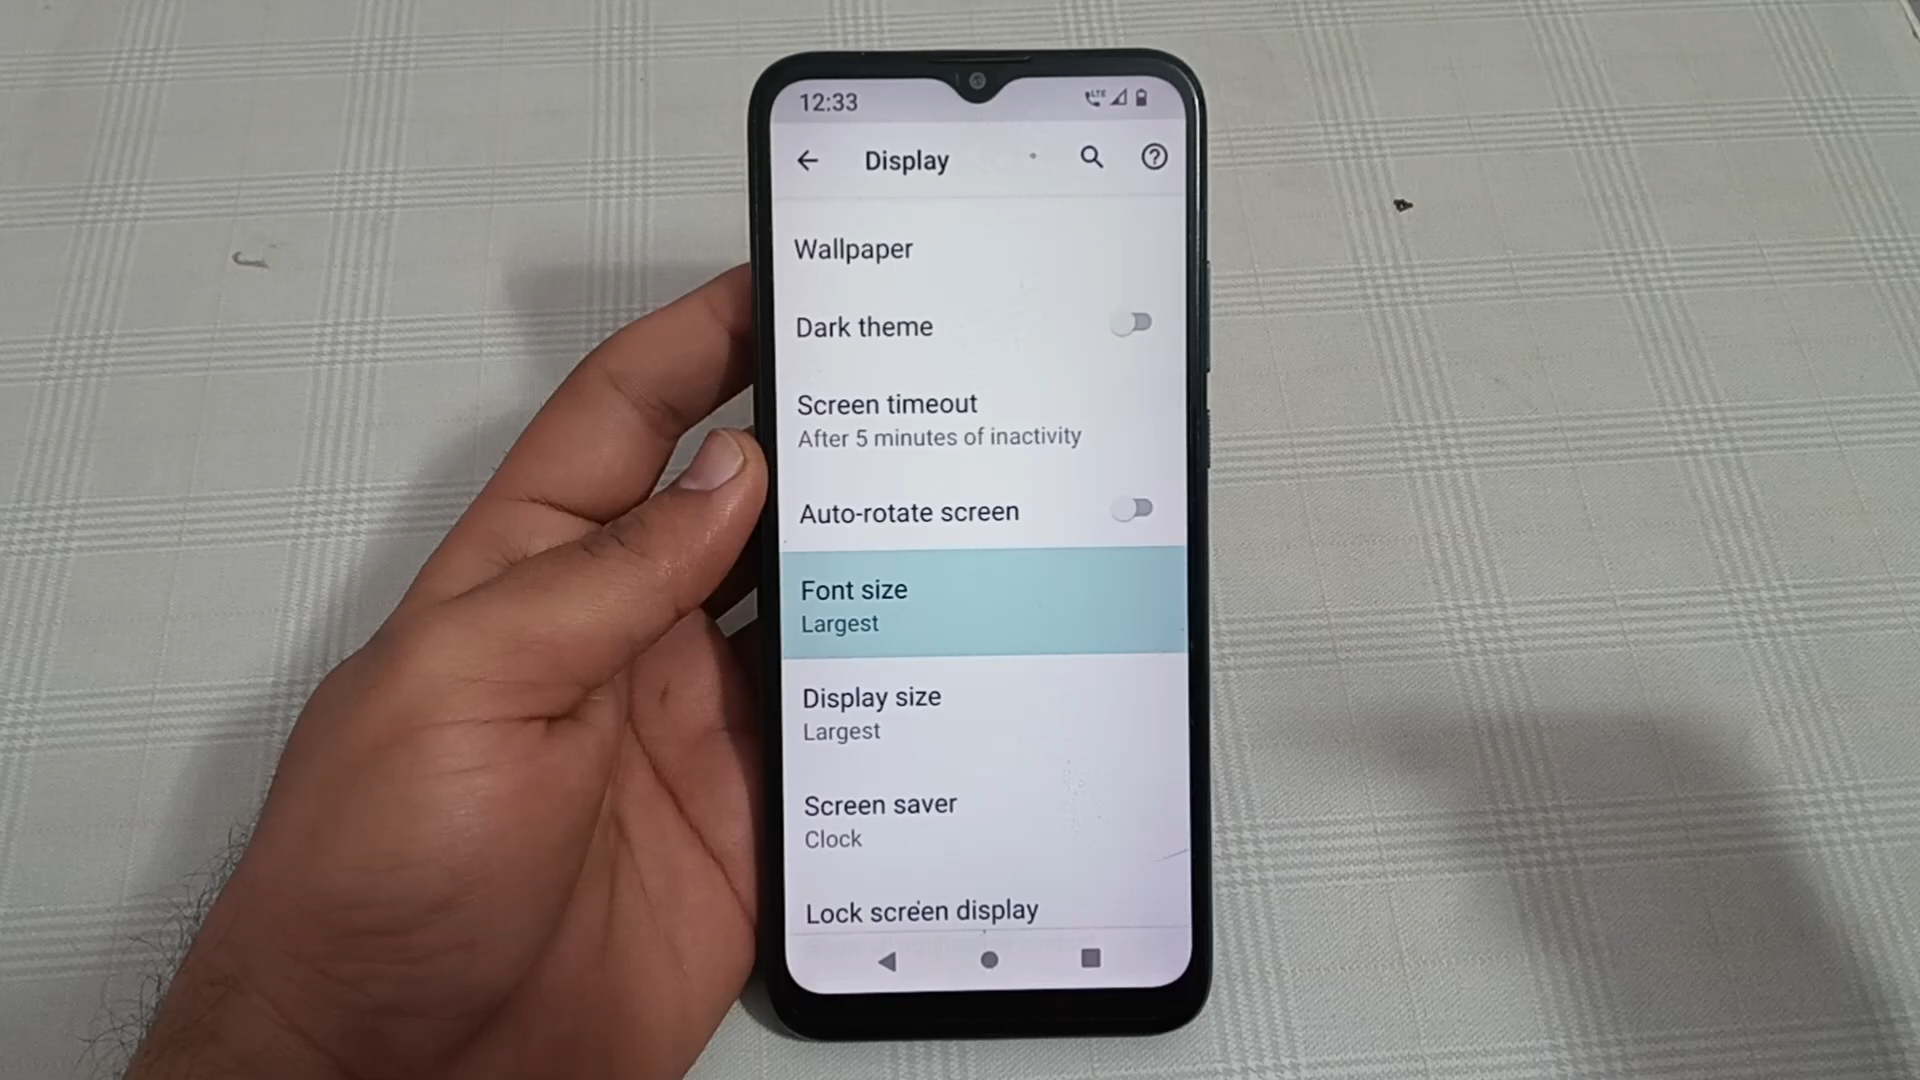 12:33
LTE
Display
Wallpaper
Dark theme
Screen timeout
After 5 minutes of inactivity
Auto-rotate screen
Font size
Largest
Display size
Largest
Screen saver
Clock
Lock screen display